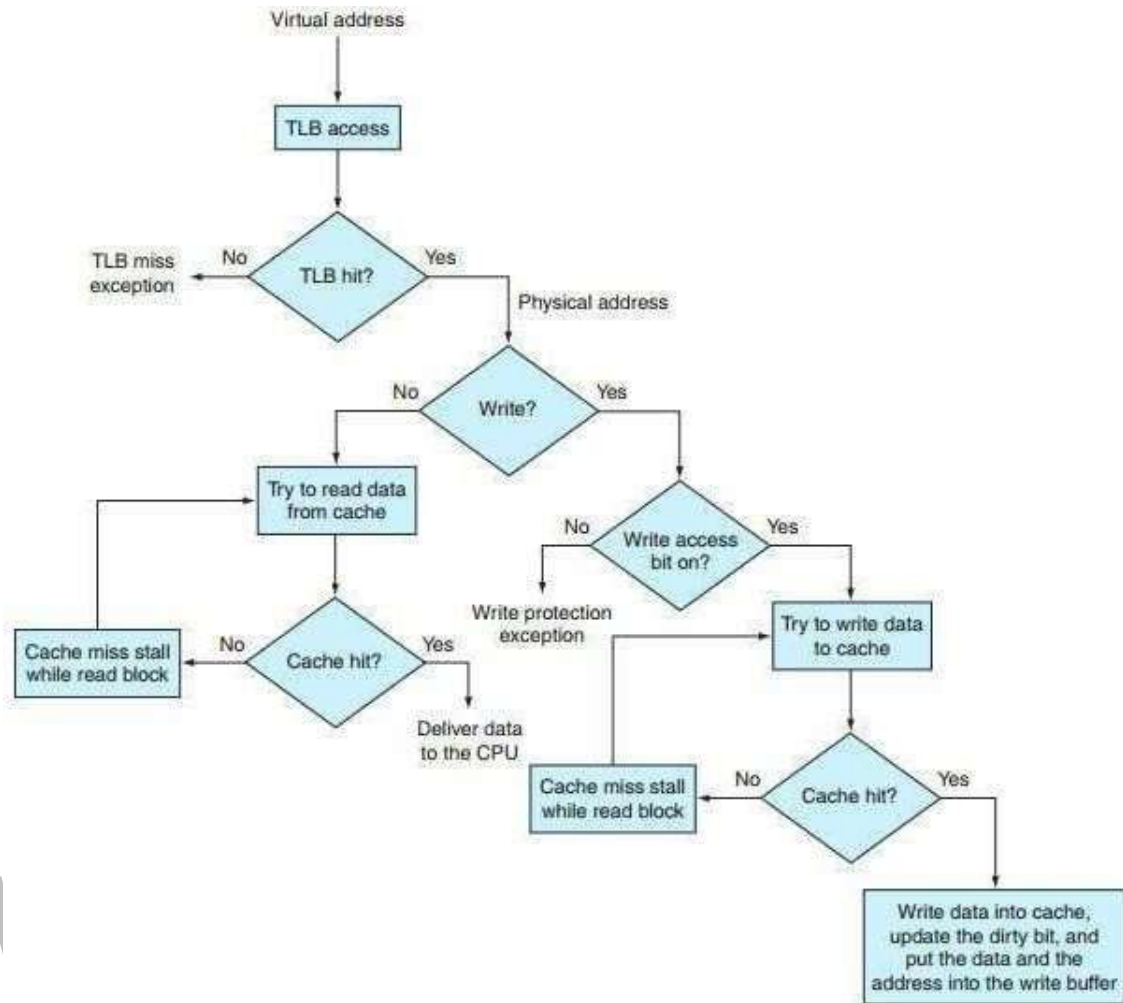 Virtual address
TLB access
TLB hit?
No
Yes
TLB miss
exception
Physical address
Write?
No
Yes
Try to read data
from cache
Write access
bit on?
No
Yes
Write protection
exception
Try to write data
to cache
Cache hit?
No
Yes
Cache miss stall
while read block
Deliver data
to the CPU
Cache hit?
No
Yes
Cache miss stall
while read block
Write data into cache,
update the dirty bit, and
put the data and the
address into the write buffer